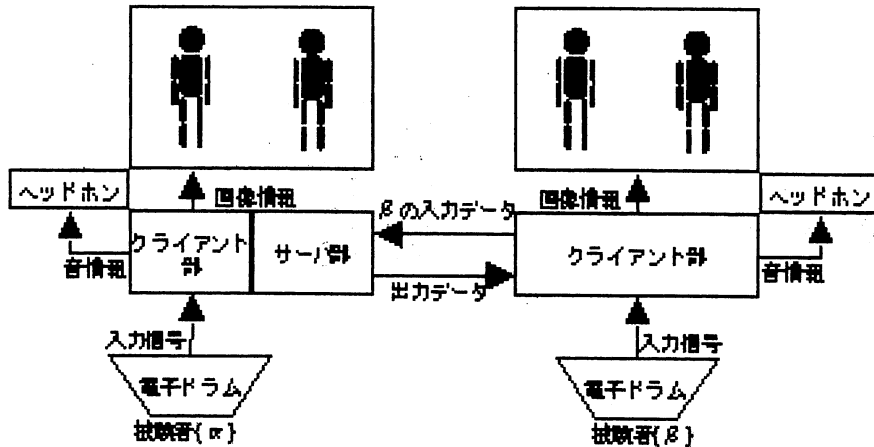 ヘッドホン
画像情報
クライアント
部
サーバ部
音情報
入力信号
電子ドラム
被験者{α}
βの入力データ
出力データ
画像情報
ヘッドホン
クライアント部
音情報
入力信号
電子ドラム
被験者{β}